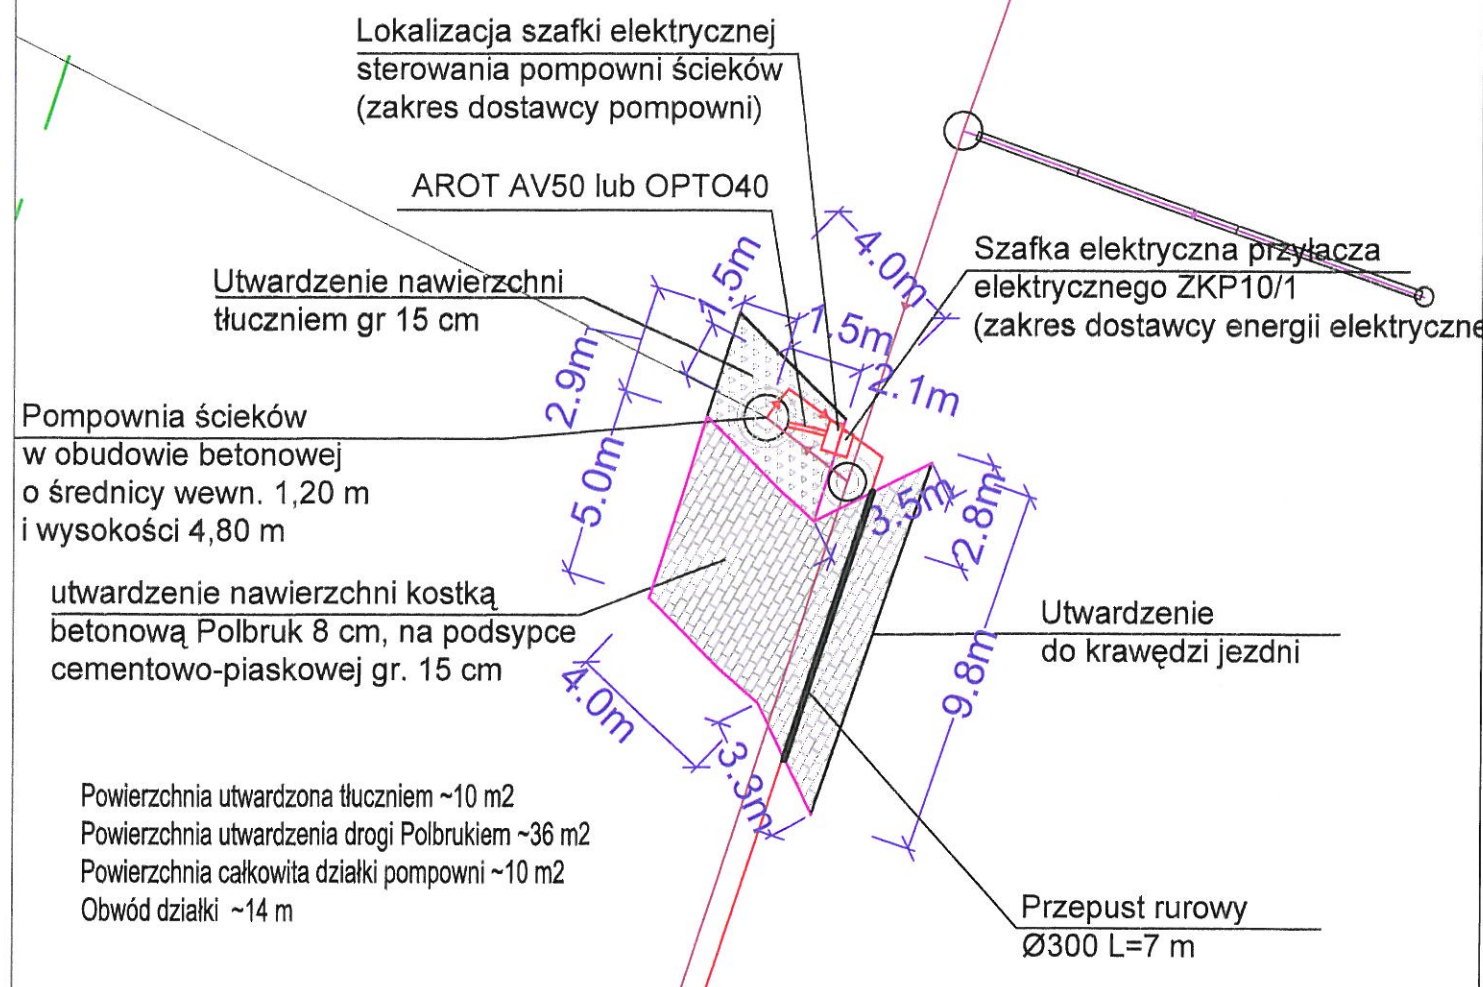 Lokalizacja szafki elektrycznej
sterowania pompowni ścieków
(zakres dostawcy pompowni)
AROT AV50 lub OPTO40
Utwardzenie nawierzchni
tłuczniem gr 15 cm
Szafka elektryczna przyłącza
elektrycznego ZKP10/1
(zakres dostawcy energii elektryczne
1.5m
4.0m
1.5m
2.1m
2.9m
5.0m
3.5m
2.8m
9.8m
4.0m
3.3m
Pompownia ścieków
w obudowie betonowej
o średnicy wewn. 1,20 m
i wysokości 4,80 m
utwardzenie nawierzchni kostką
betonową Polbruk 8 cm, na podsypce
cementowo-piaskowej gr. 15 cm
Utwardzenie
do krawędzi jezdni
Powierzchnia utwardzona tłuczniem ~10 m2
Powierzchnia utwardzenia drogi Polbrukiem ~36 m2
Powierzchnia całkowita działki pompowni ~10 m2
Obwód działki ~14 m
Przepust rurowy
Ø300 L=7 m